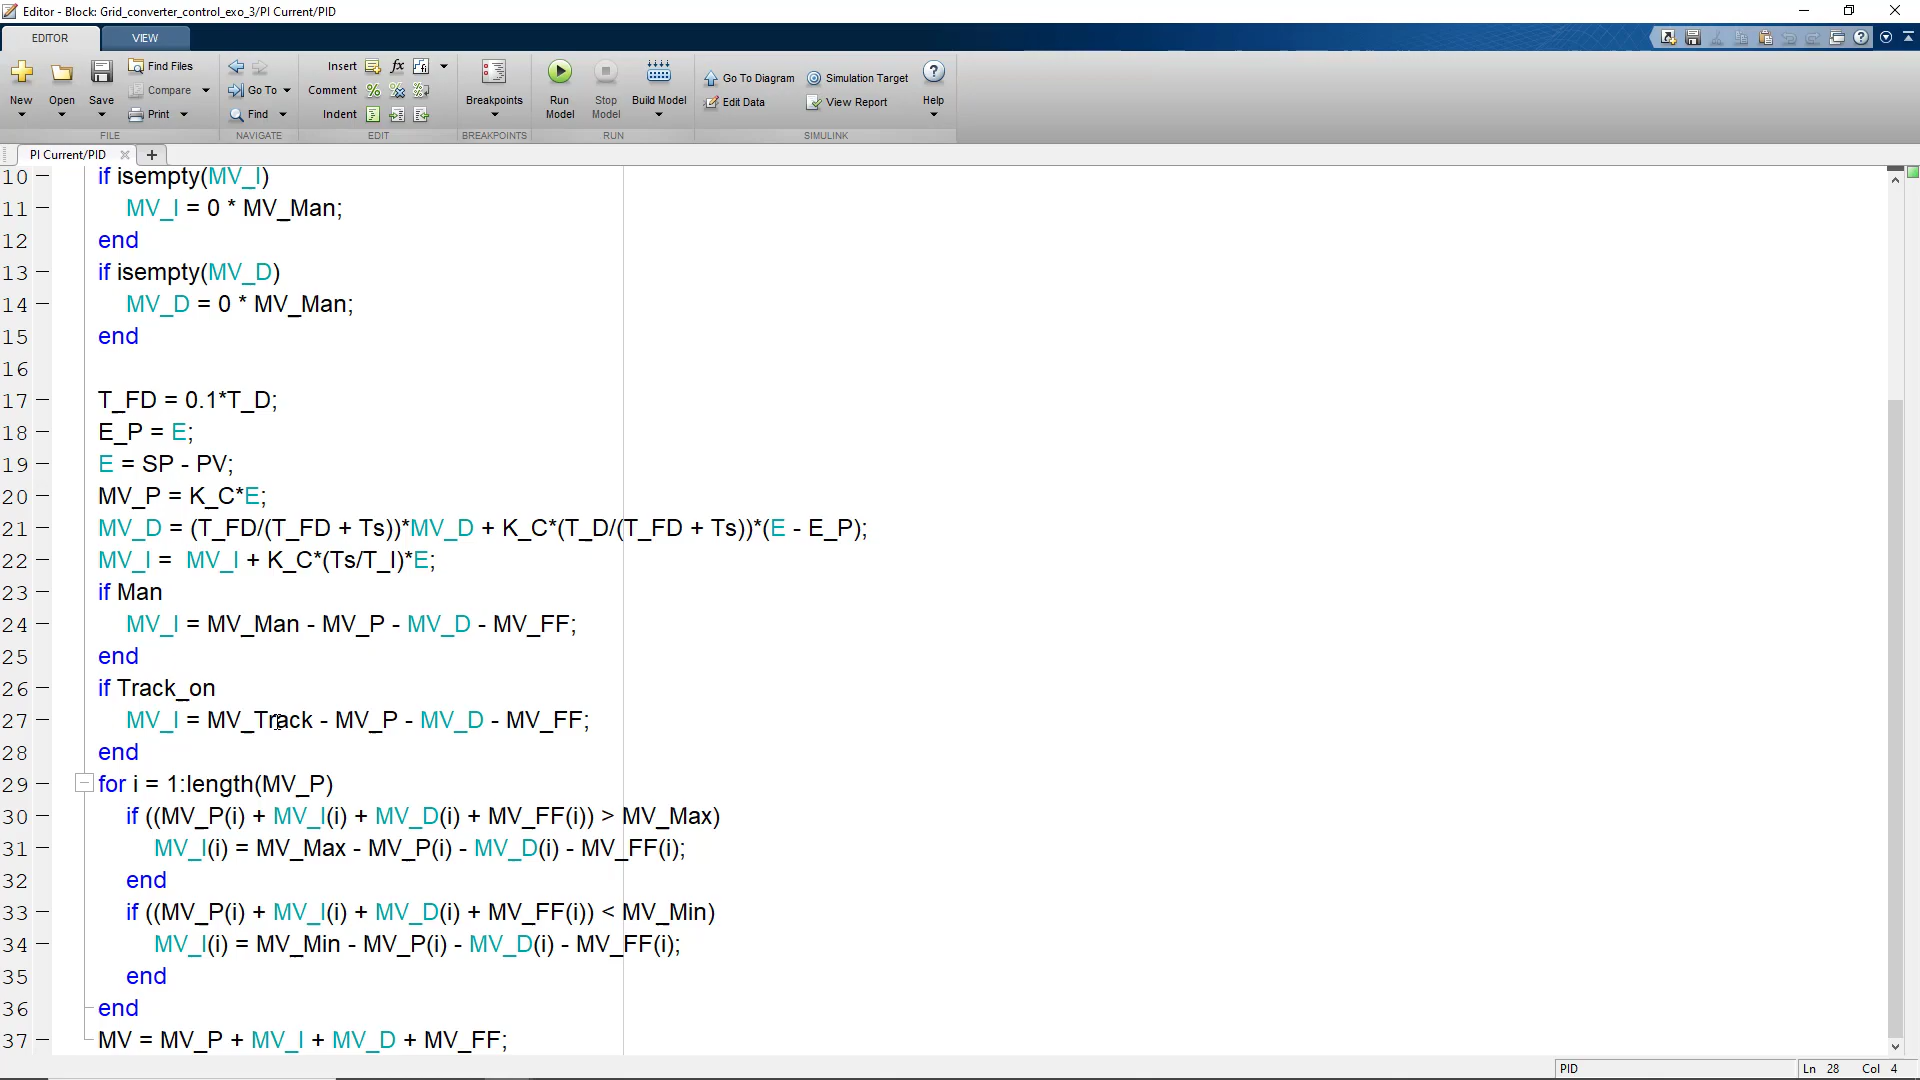 Editor - Block: Grid_converter_control_exo_3/PI Current/PID
EDITOR VIEW
New Open Save Find Files Compare Print
Go To Find
Insert fx Comment Indent
Breakpoints
Run Model Stop Model Build Model
Go To Diagram Simulation Target
Edit Data View Report
Help
FILE NAVIGATE EDIT BREAKPOINTS RUN SIMULINK
PI Current/PID
10 if isempty(MV_I)
11 MV_I = 0 * MV_Man;
12 end
13 if isempty(MV_D)
14 MV_D = 0 * MV_Man;
15 end
16
17 T_FD = 0.1*T_D;
18 E_P = E;
19 E = SP - PV;
20 MV_P = K_C*E;
21 MV_D = (T_FD/(T_FD + Ts))*MV_D + K_C*(T_D/(T_FD + Ts))*(E - E_P);
22 MV_I =  MV_I + K_C*(Ts/T_I)*E;
23 if Man
24 MV_I = MV_Man - MV_P - MV_D - MV_FF;
25 end
26 if Track_on
27 MV_I = MV_Track - MV_P - MV_D - MV_FF;
28 end
29 for i = 1:length(MV_P)
30 if ((MV_P(i) + MV_I(i) + MV_D(i) + MV_FF(i)) > MV_Max)
31 MV_I(i) = MV_Max - MV_P(i) - MV_D(i) - MV_FF(i);
32 end
33 if ((MV_P(i) + MV_I(i) + MV_D(i) + MV_FF(i)) < MV_Min)
34 MV_I(i) = MV_Min - MV_P(i) - MV_D(i) - MV_FF(i);
35 end
36 end
37 MV = MV_P + MV_I + MV_D + MV_FF;
PID Ln 28 Col 4